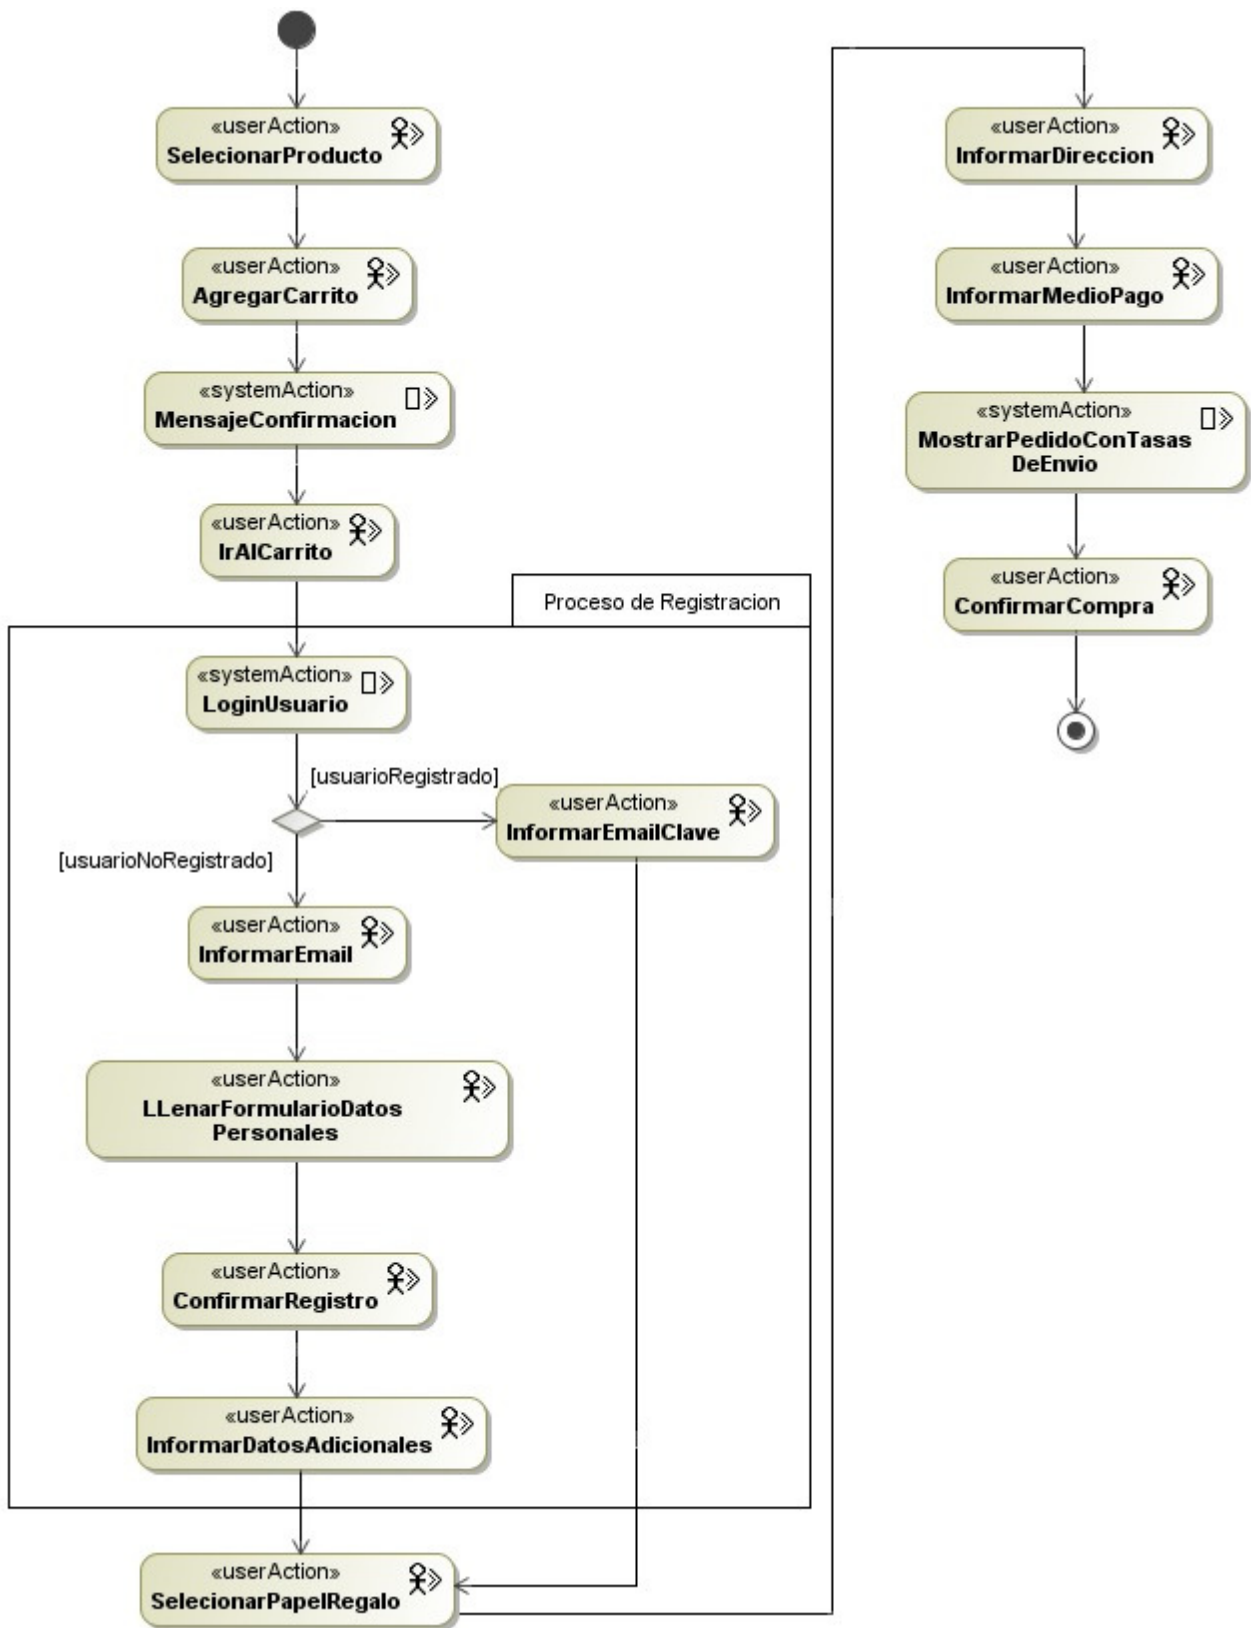 «userAction»
SelecionarProducto
«userAction»
AgregarCarrito
«systemAction»
MensajeConfirmacion
«userAction»
IrAlCarrito
Proceso de Registracion
«systemAction»
LoginUsuario
[usuarioRegistrado]
«userAction»
InformarEmailClave
[usuarioNoRegistrado]
«userAction»
InformarEmail
«userAction»
LLenarFormularioDatos
Personales
«userAction»
ConfirmarRegistro
«userAction»
InformarDatosAdicionales
«userAction»
SelecionarPapelRegalo
«userAction»
InformarDireccion
«userAction»
InformarMedioPago
«systemAction»
MostrarPedidoConTasas
DeEnvio
«userAction»
ConfirmarCompra